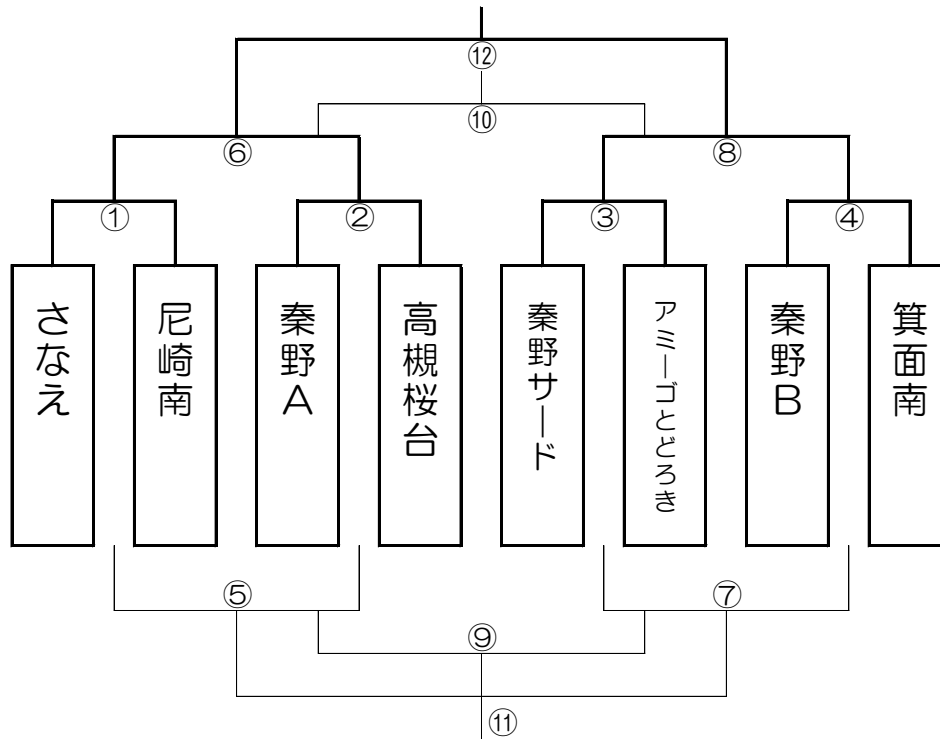 ⑫
⑩
⑥
⑧
①
②
③
④
さなえ
尼崎南
秦野A
高槻桜台
秦野サード
アミーゴとどろき
秦野B
箕面南
⑤
⑦
⑨
⑪